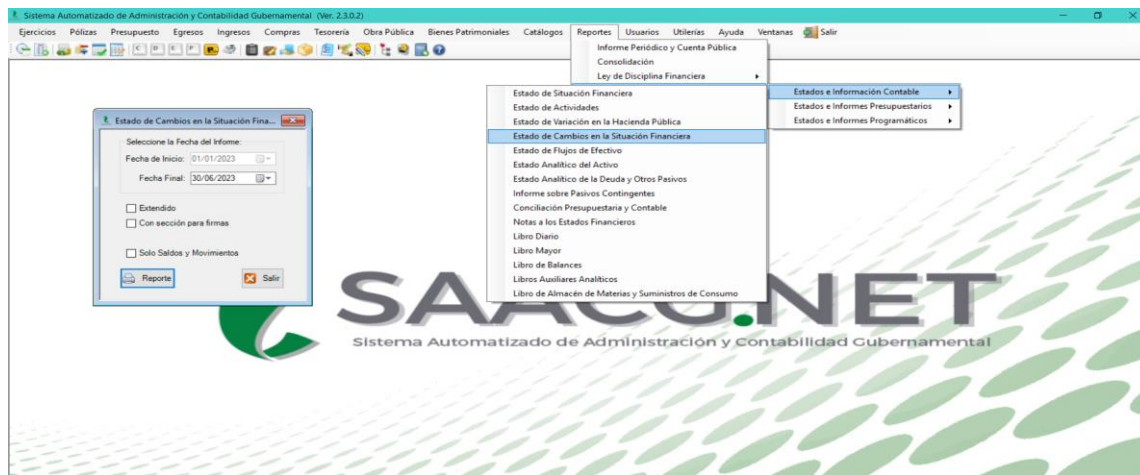 Sistema Automatizado de Administración y Contabilidad Gubernamental (Ver. 2.3.0.2)
Ejercicios Pólizas Presupuesto Egresos Ingresos Compras Tesorería Obra Pública Bienes Patrimoniales Catálogos Reportes Usuarios Utilerías Ayuda Ventanas Salir
Informe Periódico y Cuenta Pública
Consolidación
Ley de Disciplina Financiera
Estados e Información Contable
Estados e Informes Presupuestarios
Estados e Informes Programáticos
Estado de Situación Financiera
Estado de Actividades
Estado de Variación en la Hacienda Pública
Estado de Cambios en la Situación Financiera
Estado de Flujos de Efectivo
Estado Analítico del Activo
Estado Analítico de la Deuda y Otros Pasivos
Informe sobre Pasivos Contingentes
Conciliación Presupuestaria y Contable
Notas a los Estados Financieros
Libro Diario
Libro Mayor
Libro de Balances
Libros Auxiliares Analíticos
Libro de Almacén de Materias y Suministros de Consumo
Estado de Cambios en la Situación Fina...
Seleccione la Fecha del Informe:
Fecha de Inicio: 01/01/2023
Fecha Final: 30/06/2023
Extendido
Con sección para firmas
Solo Saldos y Movimientos
Reporte Salir
SAACG.NET
Sistema Automatizado de Administración y Contabilidad Gubernamental